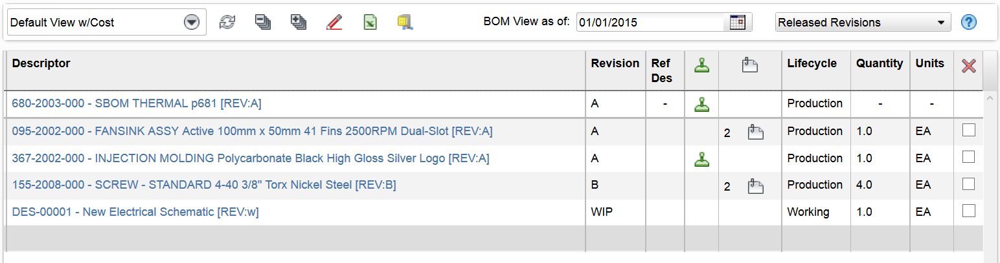 Default View w/Cost BOM View as of: 01/01/2015 Released Revisions ?
Descriptor Revision Ref Des Lifecycle Quantity Units
680-2003-000 - SBOM THERMAL p681 [REV:A] A - Production - -
095-2002-000 - FANSINK ASSY Active 100mm x 50mm 41 Fins 2500RPM Dual-Slot [REV:A] A 2 Production 1.0 EA
367-2002-000 - INJECTION MOLDING Polycarbonate Black High Gloss Silver Logo [REV:A] A Production 1.0 EA
155-2008-000 - SCREW - STANDARD 4-40 3/8" Torx Nickel Steel [REV:B] B 2 Production 4.0 EA
DES-00001 - New Electrical Schematic [REV:w] WIP Working 1.0 EA